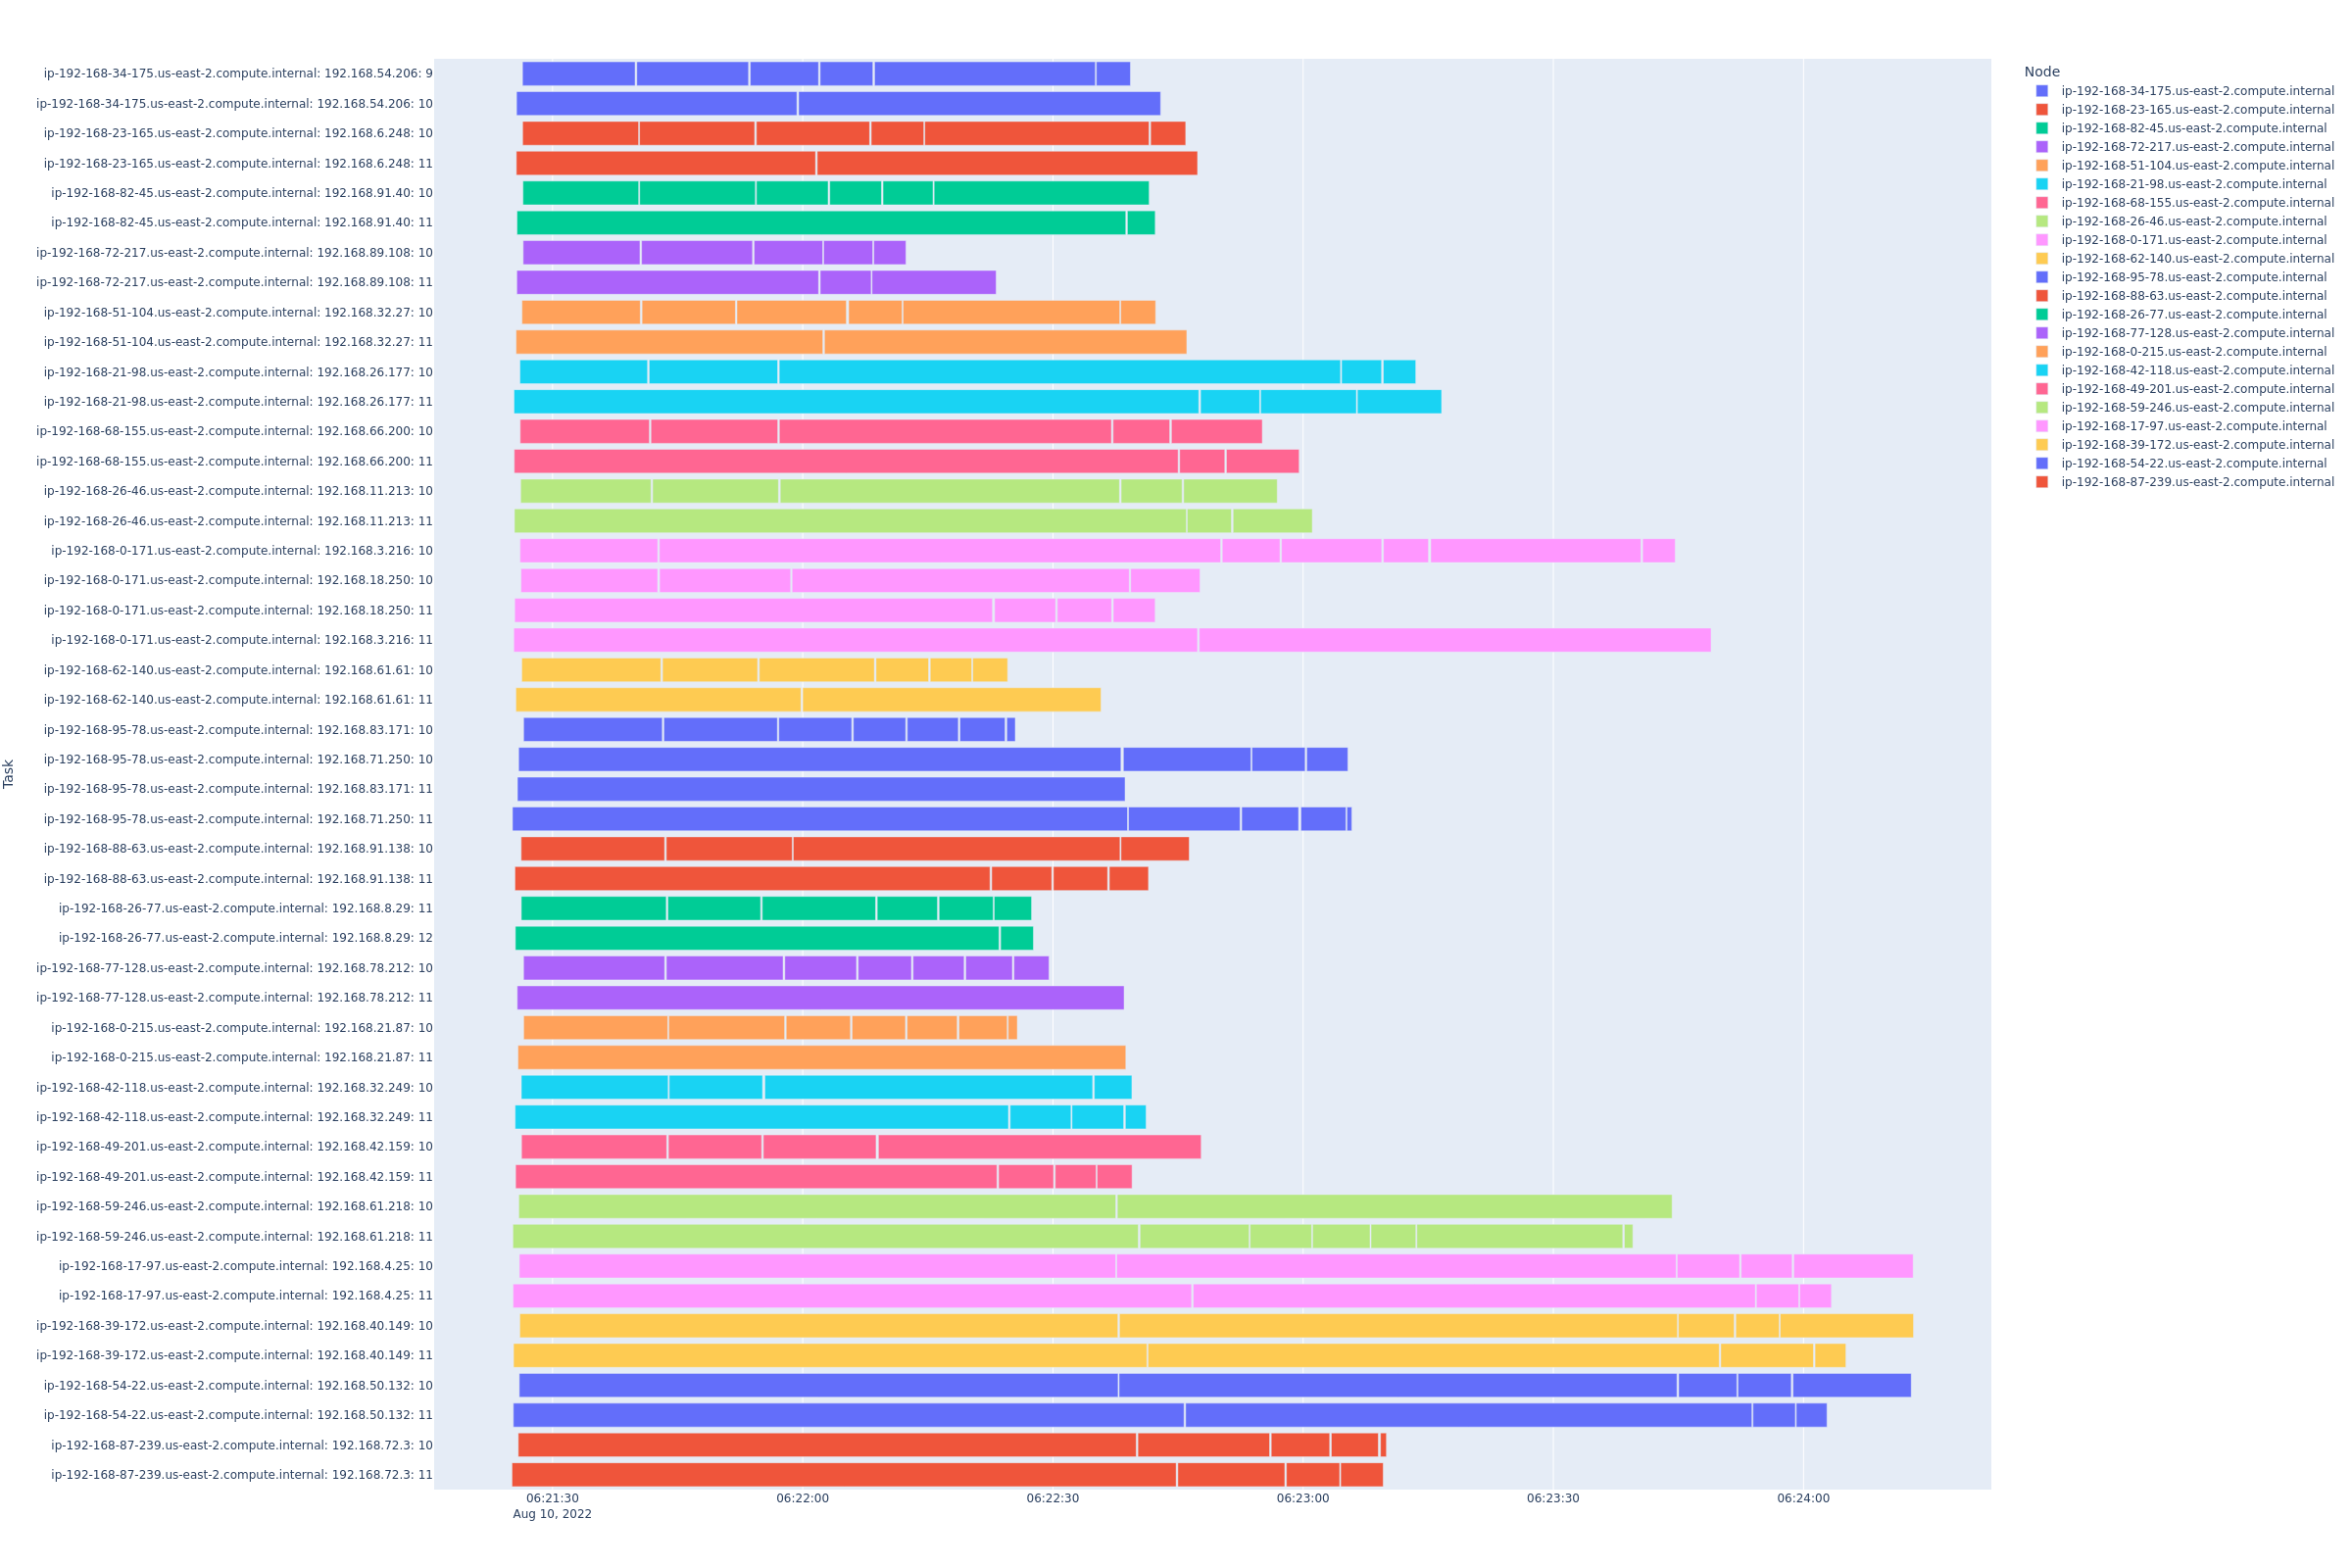 ip-192-168-34-175.us-east-2.compute.internal: 192.168.54.206: 9
ip-192-168-34-175.us-east-2.compute.internal: 192.168.54.206: 10
ip-192-168-23-165.us-east-2.compute.internal: 192.168.6.248: 10
ip-192-168-23-165.us-east-2.compute.internal: 192.168.6.248: 11
ip-192-168-82-45.us-east-2.compute.internal: 192.168.91.40: 10
ip-192-168-82-45.us-east-2.compute.internal: 192.168.91.40: 11
ip-192-168-72-217.us-east-2.compute.internal: 192.168.89.108: 10
ip-192-168-72-217.us-east-2.compute.internal: 192.168.89.108: 11
ip-192-168-51-104.us-east-2.compute.internal: 192.168.32.27: 10
ip-192-168-51-104.us-east-2.compute.internal: 192.168.32.27: 11
ip-192-168-21-98.us-east-2.compute.internal: 192.168.26.177: 10
ip-192-168-21-98.us-east-2.compute.internal: 192.168.26.177: 11
ip-192-168-68-155.us-east-2.compute.internal: 192.168.66.200: 10
ip-192-168-68-155.us-east-2.compute.internal: 192.168.66.200: 11
ip-192-168-26-46.us-east-2.compute.internal: 192.168.11.213: 10
ip-192-168-26-46.us-east-2.compute.internal: 192.168.11.213: 11
ip-192-168-0-171.us-east-2.compute.internal: 192.168.3.216: 10
ip-192-168-0-171.us-east-2.compute.internal: 192.168.18.250: 10
ip-192-168-0-171.us-east-2.compute.internal: 192.168.18.250: 11
ip-192-168-0-171.us-east-2.compute.internal: 192.168.3.216: 11
ip-192-168-62-140.us-east-2.compute.internal: 192.168.61.61: 10
ip-192-168-62-140.us-east-2.compute.internal: 192.168.61.61: 11
ip-192-168-95-78.us-east-2.compute.internal: 192.168.83.171: 10
ip-192-168-95-78.us-east-2.compute.internal: 192.168.71.250: 10
ip-192-168-95-78.us-east-2.compute.internal: 192.168.83.171: 11
ip-192-168-95-78.us-east-2.compute.internal: 192.168.71.250: 11
ip-192-168-88-63.us-east-2.compute.internal: 192.168.91.138: 10
ip-192-168-88-63.us-east-2.compute.internal: 192.168.91.138: 11
ip-192-168-26-77.us-east-2.compute.internal: 192.168.8.29: 11
ip-192-168-26-77.us-east-2.compute.internal: 192.168.8.29: 12
ip-192-168-77-128.us-east-2.compute.internal: 192.168.78.212: 10
ip-192-168-77-128.us-east-2.compute.internal: 192.168.78.212: 11
ip-192-168-0-215.us-east-2.compute.internal: 192.168.21.87: 10
ip-192-168-0-215.us-east-2.compute.internal: 192.168.21.87: 11
ip-192-168-42-118.us-east-2.compute.internal: 192.168.32.249: 10
ip-192-168-42-118.us-east-2.compute.internal: 192.168.32.249: 11
ip-192-168-49-201.us-east-2.compute.internal: 192.168.42.159: 10
ip-192-168-49-201.us-east-2.compute.internal: 192.168.42.159: 11
ip-192-168-59-246.us-east-2.compute.internal: 192.168.61.218: 10
ip-192-168-59-246.us-east-2.compute.internal: 192.168.61.218: 11
ip-192-168-17-97.us-east-2.compute.internal: 192.168.4.25: 10
ip-192-168-17-97.us-east-2.compute.internal: 192.168.4.25: 11
ip-192-168-39-172.us-east-2.compute.internal: 192.168.40.149: 10
ip-192-168-39-172.us-east-2.compute.internal: 192.168.40.149: 11
ip-192-168-54-22.us-east-2.compute.internal: 192.168.50.132: 10
ip-192-168-54-22.us-east-2.compute.internal: 192.168.50.132: 11
ip-192-168-87-239.us-east-2.compute.internal: 192.168.72.3: 10
ip-192-168-87-239.us-east-2.compute.internal: 192.168.72.3: 11
Task
06:21:30 06:22:00 06:22:30 06:23:00 06:23:30 06:24:00
Aug 10, 2022
Node
ip-192-168-34-175.us-east-2.compute.internal
ip-192-168-23-165.us-east-2.compute.internal
ip-192-168-82-45.us-east-2.compute.internal
ip-192-168-72-217.us-east-2.compute.internal
ip-192-168-51-104.us-east-2.compute.internal
ip-192-168-21-98.us-east-2.compute.internal
ip-192-168-68-155.us-east-2.compute.internal
ip-192-168-26-46.us-east-2.compute.internal
ip-192-168-0-171.us-east-2.compute.internal
ip-192-168-62-140.us-east-2.compute.internal
ip-192-168-95-78.us-east-2.compute.internal
ip-192-168-88-63.us-east-2.compute.internal
ip-192-168-26-77.us-east-2.compute.internal
ip-192-168-77-128.us-east-2.compute.internal
ip-192-168-0-215.us-east-2.compute.internal
ip-192-168-42-118.us-east-2.compute.internal
ip-192-168-49-201.us-east-2.compute.internal
ip-192-168-59-246.us-east-2.compute.internal
ip-192-168-17-97.us-east-2.compute.internal
ip-192-168-39-172.us-east-2.compute.internal
ip-192-168-54-22.us-east-2.compute.internal
ip-192-168-87-239.us-east-2.compute.internal